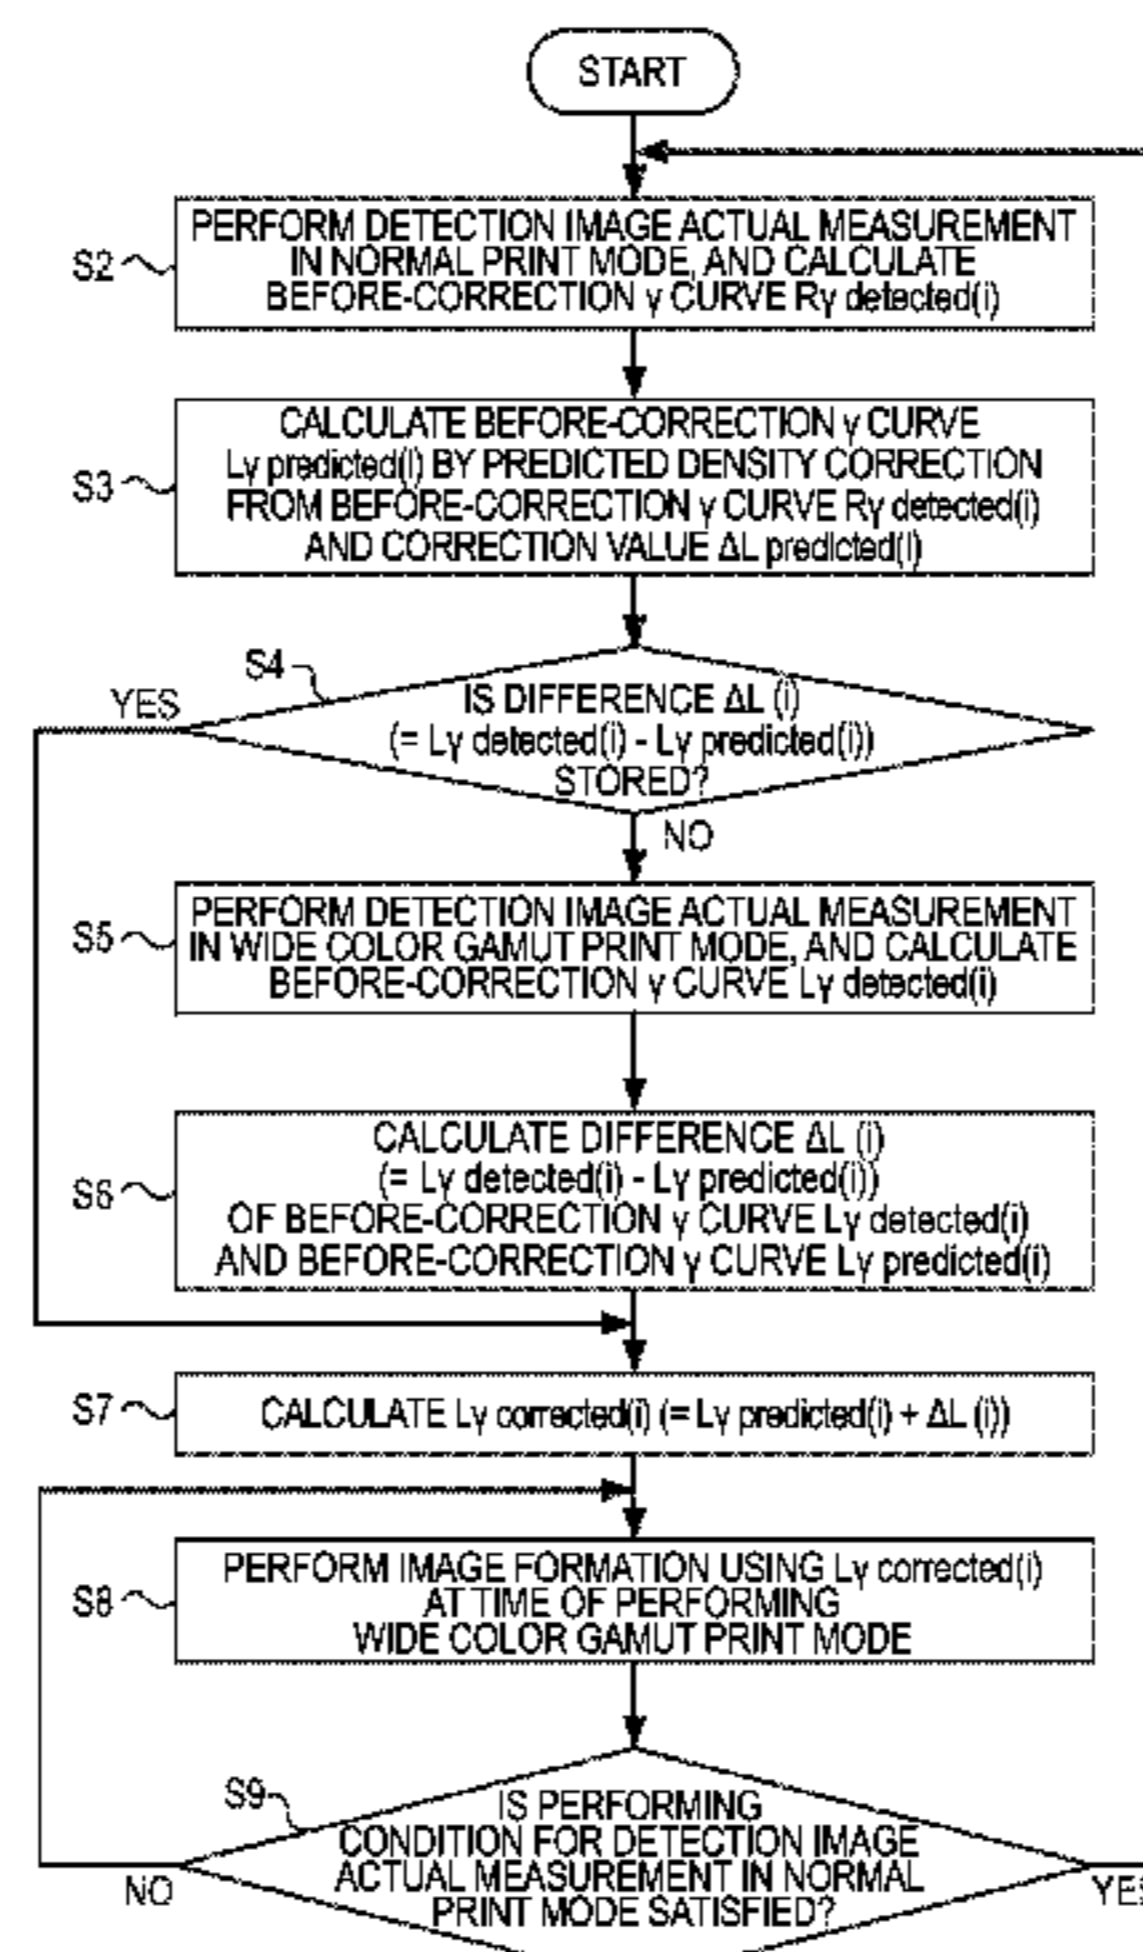 START
S2
PERFORM DETECTION IMAGE ACTUAL MEASUREMENT
IN NORMAL PRINT MODE, AND CALCULATE
BEFORE-CORRECTION γ CURVE Rγ detected(i)
S3
CALCULATE BEFORE-CORRECTION γ CURVE
Lγ predicted(i) BY PREDICTED DENSITY CORRECTION
FROM BEFORE-CORRECTION γ CURVE Rγ detected(i)
AND CORRECTION VALUE ΔL predicted(i)
S4
YES
IS DIFFERENCE ΔL (i)
(= Lγ detected(i) - Lγ predicted(i))
STORED?
NO
S5
PERFORM DETECTION IMAGE ACTUAL MEASUREMENT
IN WIDE COLOR GAMUT PRINT MODE, AND CALCULATE
BEFORE-CORRECTION γ CURVE Lγ detected(i)
S6
CALCULATE DIFFERENCE ΔL (i)
(= Lγ detected(i) - Lγ predicted(i))
OF BEFORE-CORRECTION γ CURVE Lγ detected(i)
AND BEFORE-CORRECTION γ CURVE Lγ predicted(i)
S7
CALCULATE Lγ corrected(i) (= Lγ predicted(i) + ΔL (i))
S8
PERFORM IMAGE FORMATION USING Lγ corrected(i)
AT TIME OF PERFORMING
WIDE COLOR GAMUT PRINT MODE
S9
IS PERFORMING
CONDITION FOR DETECTION IMAGE
ACTUAL MEASUREMENT IN NORMAL
PRINT MODE SATISFIED?
NO
YES